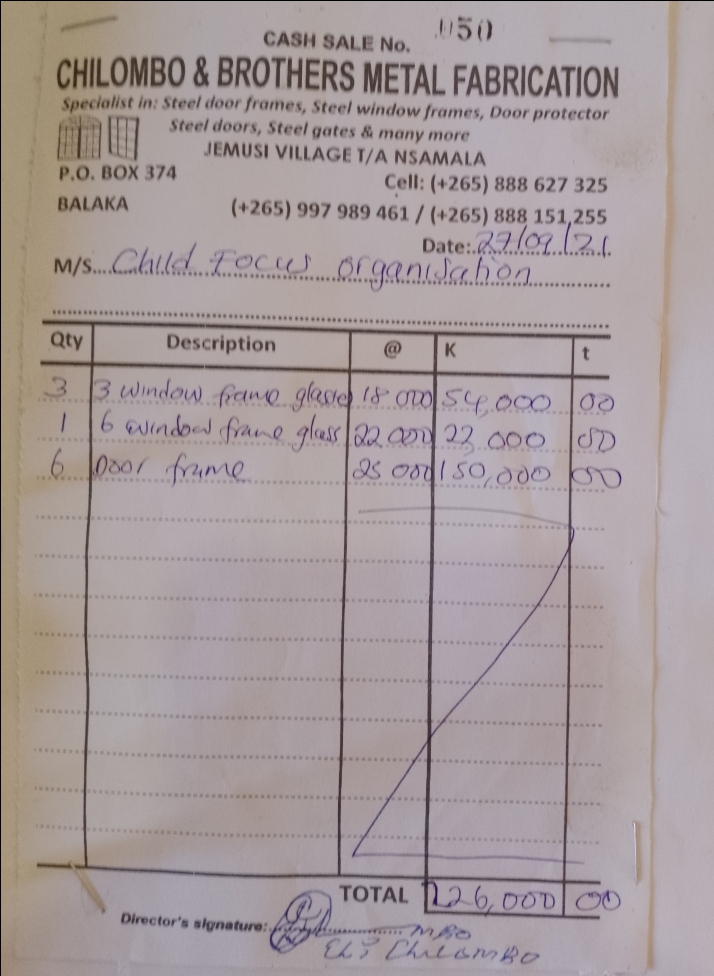 CASH SALE No. 050
CHILOMBO & BROTHERS METAL FABRICATION
Specialist in: Steel door frames, Steel window frames, Door protector
Steel doors, Steel gates & many more
JEMUSI VILLAGE T/A NSAMALA
P.O. BOX 374 Cell: (+265) 888 627 325
BALAKA (+265) 997 989 461 / (+265) 888 151 255
Date: 27/09/21
M/S Child Focus Organisation
Qty Description @ K t
3 3 window frame 18 000 54,000 00
1 6 window frame glass 22 000 22,000 00
6 Door frame 25 000 150,000 00
TOTAL 226,000 00
Director's signature:
Chilombo